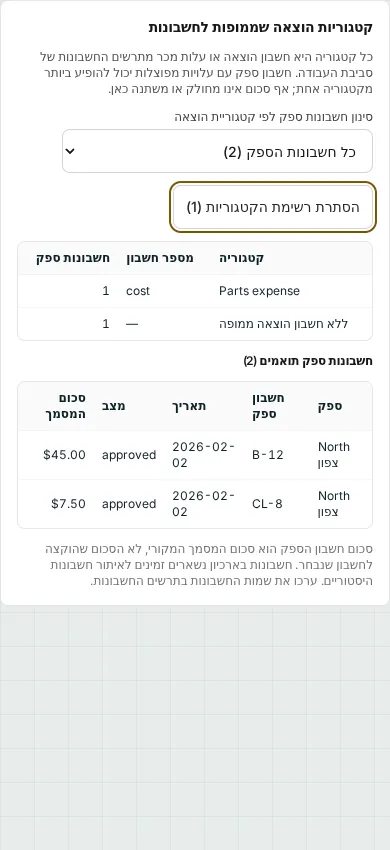 קטגוריות הוצאה שממופות לחשבונות
כל קטגוריה היא חשבון הוצאה או עלות מכר מתרשים החשבונות של
סביבת העבודה. חשבון ספק עם עלויות מפוצלות יכול להופיע ביותר
מקטגוריה אחת; אף סכום אינו מחולק או משתנה כאן.
סינון חשבונות ספק לפי קטגוריית הוצאה
כל חשבונות הספק (2)
הסתרת רשימת הקטגוריות (1)
קטגוריה מספר חשבון חשבונות ספק
Parts expense cost 1
ללא חשבון הוצאה ממופה — 1
חשבונות ספק תואמים (2)
ספק חשבון ספק תאריך מצב סכום המסמך
North צפון B-12 2026-02-02 approved $45.00
North צפון CL-8 2026-02-02 approved $7.50
סכום חשבון הספק הוא סכום המסמך המקורי, לא הסכום שהוקצה
לחשבון שנבחר. חשבונות בארכיון נשארים זמינים לאיתור חשבונות
היסטוריים. ערכו את שמות החשבונות בתרשים החשבונות.